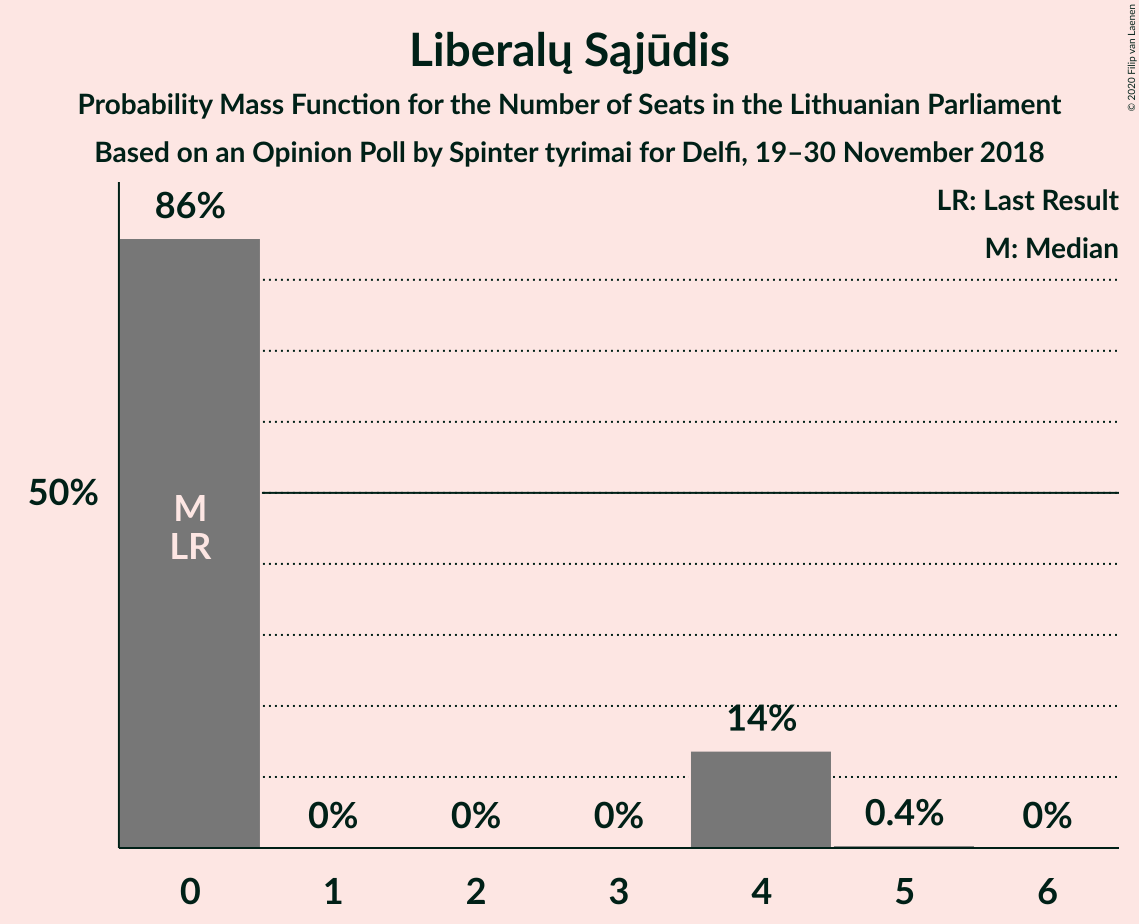 Liberalų Sąjūdis
Probability Mass Function for the Number of Seats in the Lithuanian Parliament
Based on an Opinion Poll by Spinter tyrimai for Delfi, 19–30 November 2018
© 2020 Filip van Laenen
LR: Last Result
M: Median
86%
50%
M
LR
0%
0%
0%
14%
0.4%
0%
0
1
2
3
4
5
6